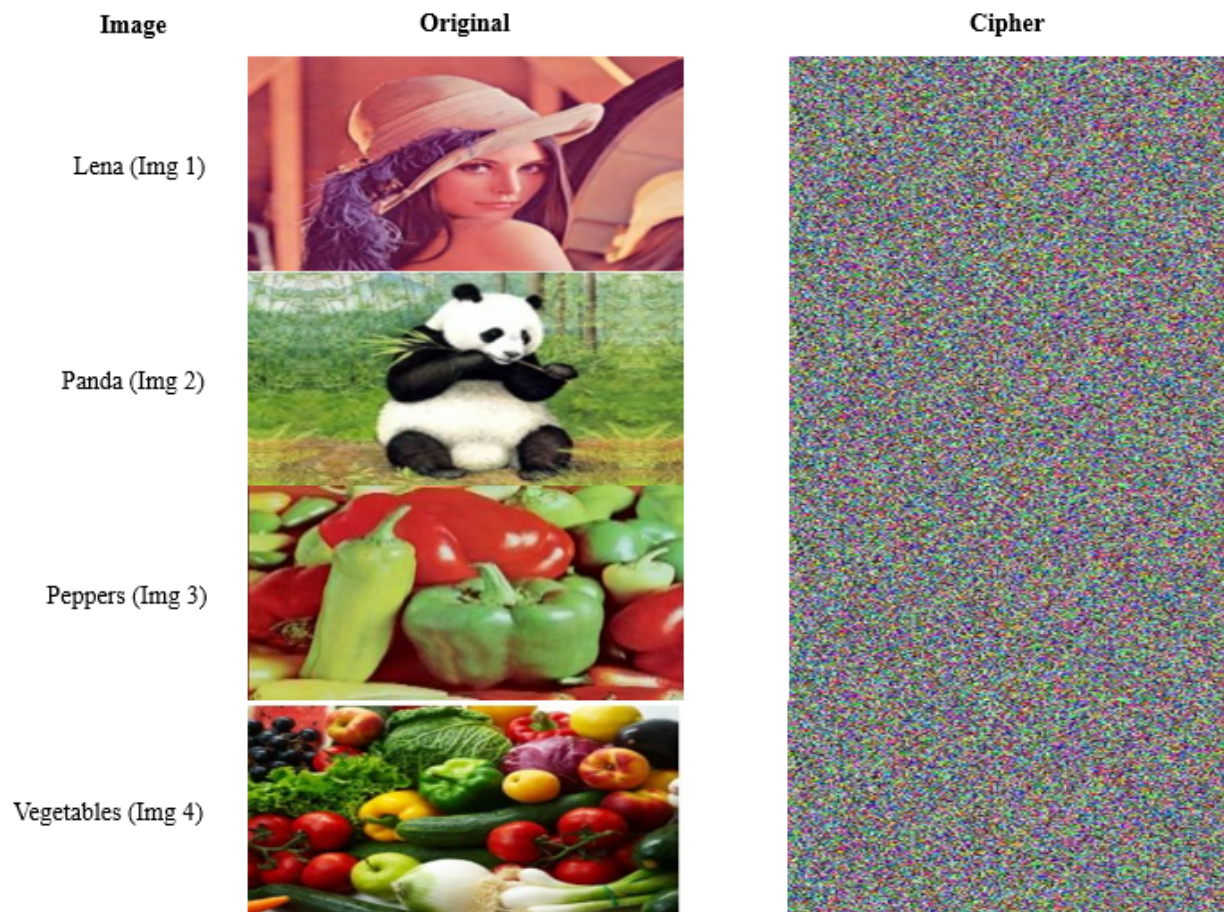 Image Original Cipher
Lena (Img 1)
Panda (Img 2)
Peppers (Img 3)
Vegetables (Img 4)